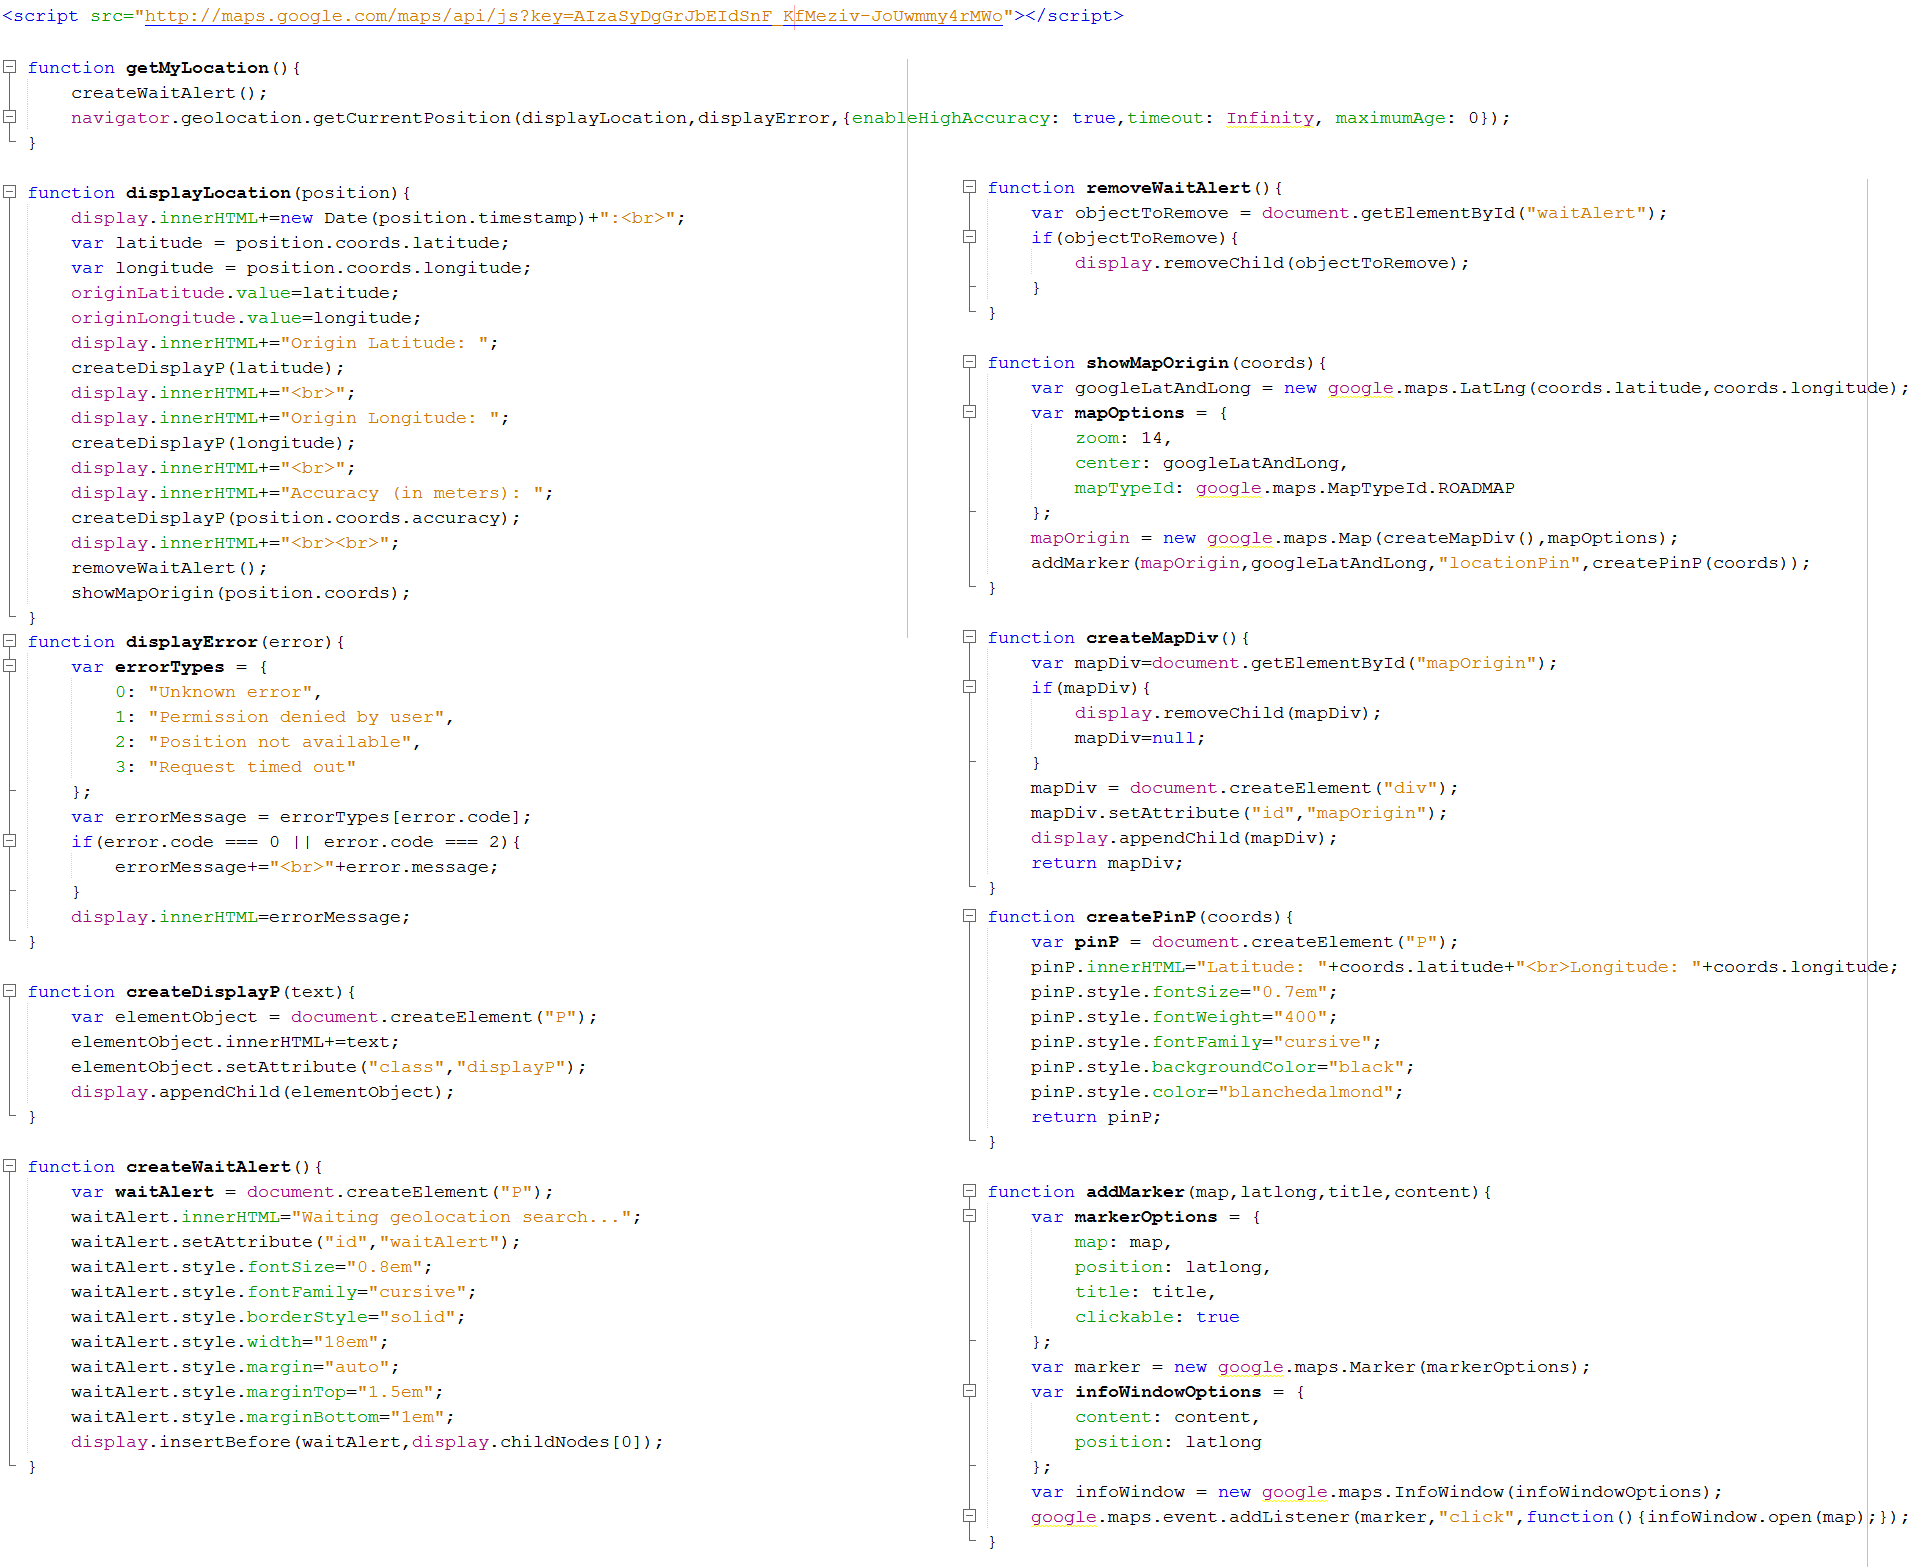 <script src="http://maps.google.com/maps/api/js?key=AIzaSyDgGrJbEIdSnF_KfMeziv-JoUwmmy4rMWo"></script>
function getMyLocation(){
createWaitAlert();
navigator.geolocation.getCurrentPosition(displayLocation,displayError,{enableHighAccuracy: true,timeout: Infinity, maximumAge: 0});
}
function displayLocation(position){
display.innerHTML+=new Date(position.timestamp)+":<br>";
var latitude = position.coords.latitude;
var longitude = position.coords.longitude;
originLatitude.value=latitude;
originLongitude.value=longitude;
display.innerHTML+="Origin Latitude: ";
createDisplayP(latitude);
display.innerHTML+="<br>";
display.innerHTML+="Origin Longitude: ";
createDisplayP(longitude);
display.innerHTML+="<br>";
display.innerHTML+="Accuracy (in meters): ";
createDisplayP(position.coords.accuracy);
display.innerHTML+="<br><br>";
removeWaitAlert();
showMapOrigin(position.coords);
}
function displayError(error){
var errorTypes = {
0: "Unknown error",
1: "Permission denied by user",
2: "Position not available",
3: "Request timed out"
};
var errorMessage = errorTypes[error.code];
if(error.code === 0 || error.code === 2){
errorMessage+="<br>"+error.message;
}
display.innerHTML=errorMessage;
}
function createDisplayP(text){
var elementObject = document.createElement("P");
elementObject.innerHTML+=text;
elementObject.setAttribute("class","displayP");
display.appendChild(elementObject);
}
function createWaitAlert(){
var waitAlert = document.createElement("P");
waitAlert.innerHTML="Waiting geolocation search...";
waitAlert.setAttribute("id","waitAlert");
waitAlert.style.fontSize="0.8em";
waitAlert.style.fontFamily="cursive";
waitAlert.style.borderStyle="solid";
waitAlert.style.width="18em";
waitAlert.style.margin="auto";
waitAlert.style.marginTop="1.5em";
waitAlert.style.marginBottom="1em";
display.insertBefore(waitAlert,display.childNodes[0]);
}
function removeWaitAlert(){
var objectToRemove = document.getElementById("waitAlert");
if(objectToRemove){
display.removeChild(objectToRemove);
}
}
function showMapOrigin(coords){
var googleLatAndLong = new google.maps.LatLng(coords.latitude,coords.longitude);
var mapOptions = {
zoom: 14,
center: googleLatAndLong,
mapTypeId: google.maps.MapTypeId.ROADMAP
};
mapOrigin = new google.maps.Map(createMapDiv(),mapOptions);
addMarker(mapOrigin,googleLatAndLong,"locationPin",createPinP(coords));
}
function createMapDiv(){
var mapDiv=document.getElementById("mapOrigin");
if(mapDiv){
display.removeChild(mapDiv);
mapDiv=null;
}
mapDiv = document.createElement("div");
mapDiv.setAttribute("id","mapOrigin");
display.appendChild(mapDiv);
return mapDiv;
}
function createPinP(coords){
var pinP = document.createElement("P");
pinP.innerHTML="Latitude: "+coords.latitude+"<br>Longitude: "+coords.longitude;
pinP.style.fontSize="0.7em";
pinP.style.fontWeight="400";
pinP.style.fontFamily="cursive";
pinP.style.backgroundColor="black";
pinP.style.color="blanchedalmond";
return pinP;
}
function addMarker(map,latlong,title,content){
var markerOptions = {
map: map,
position: latlong,
title: title,
clickable: true
};
var marker = new google.maps.Marker(markerOptions);
var infoWindowOptions = {
content: content,
position: latlong
};
var infoWindow = new google.maps.InfoWindow(infoWindowOptions);
google.maps.event.addListener(marker,"click",function(){infoWindow.open(map);});
}